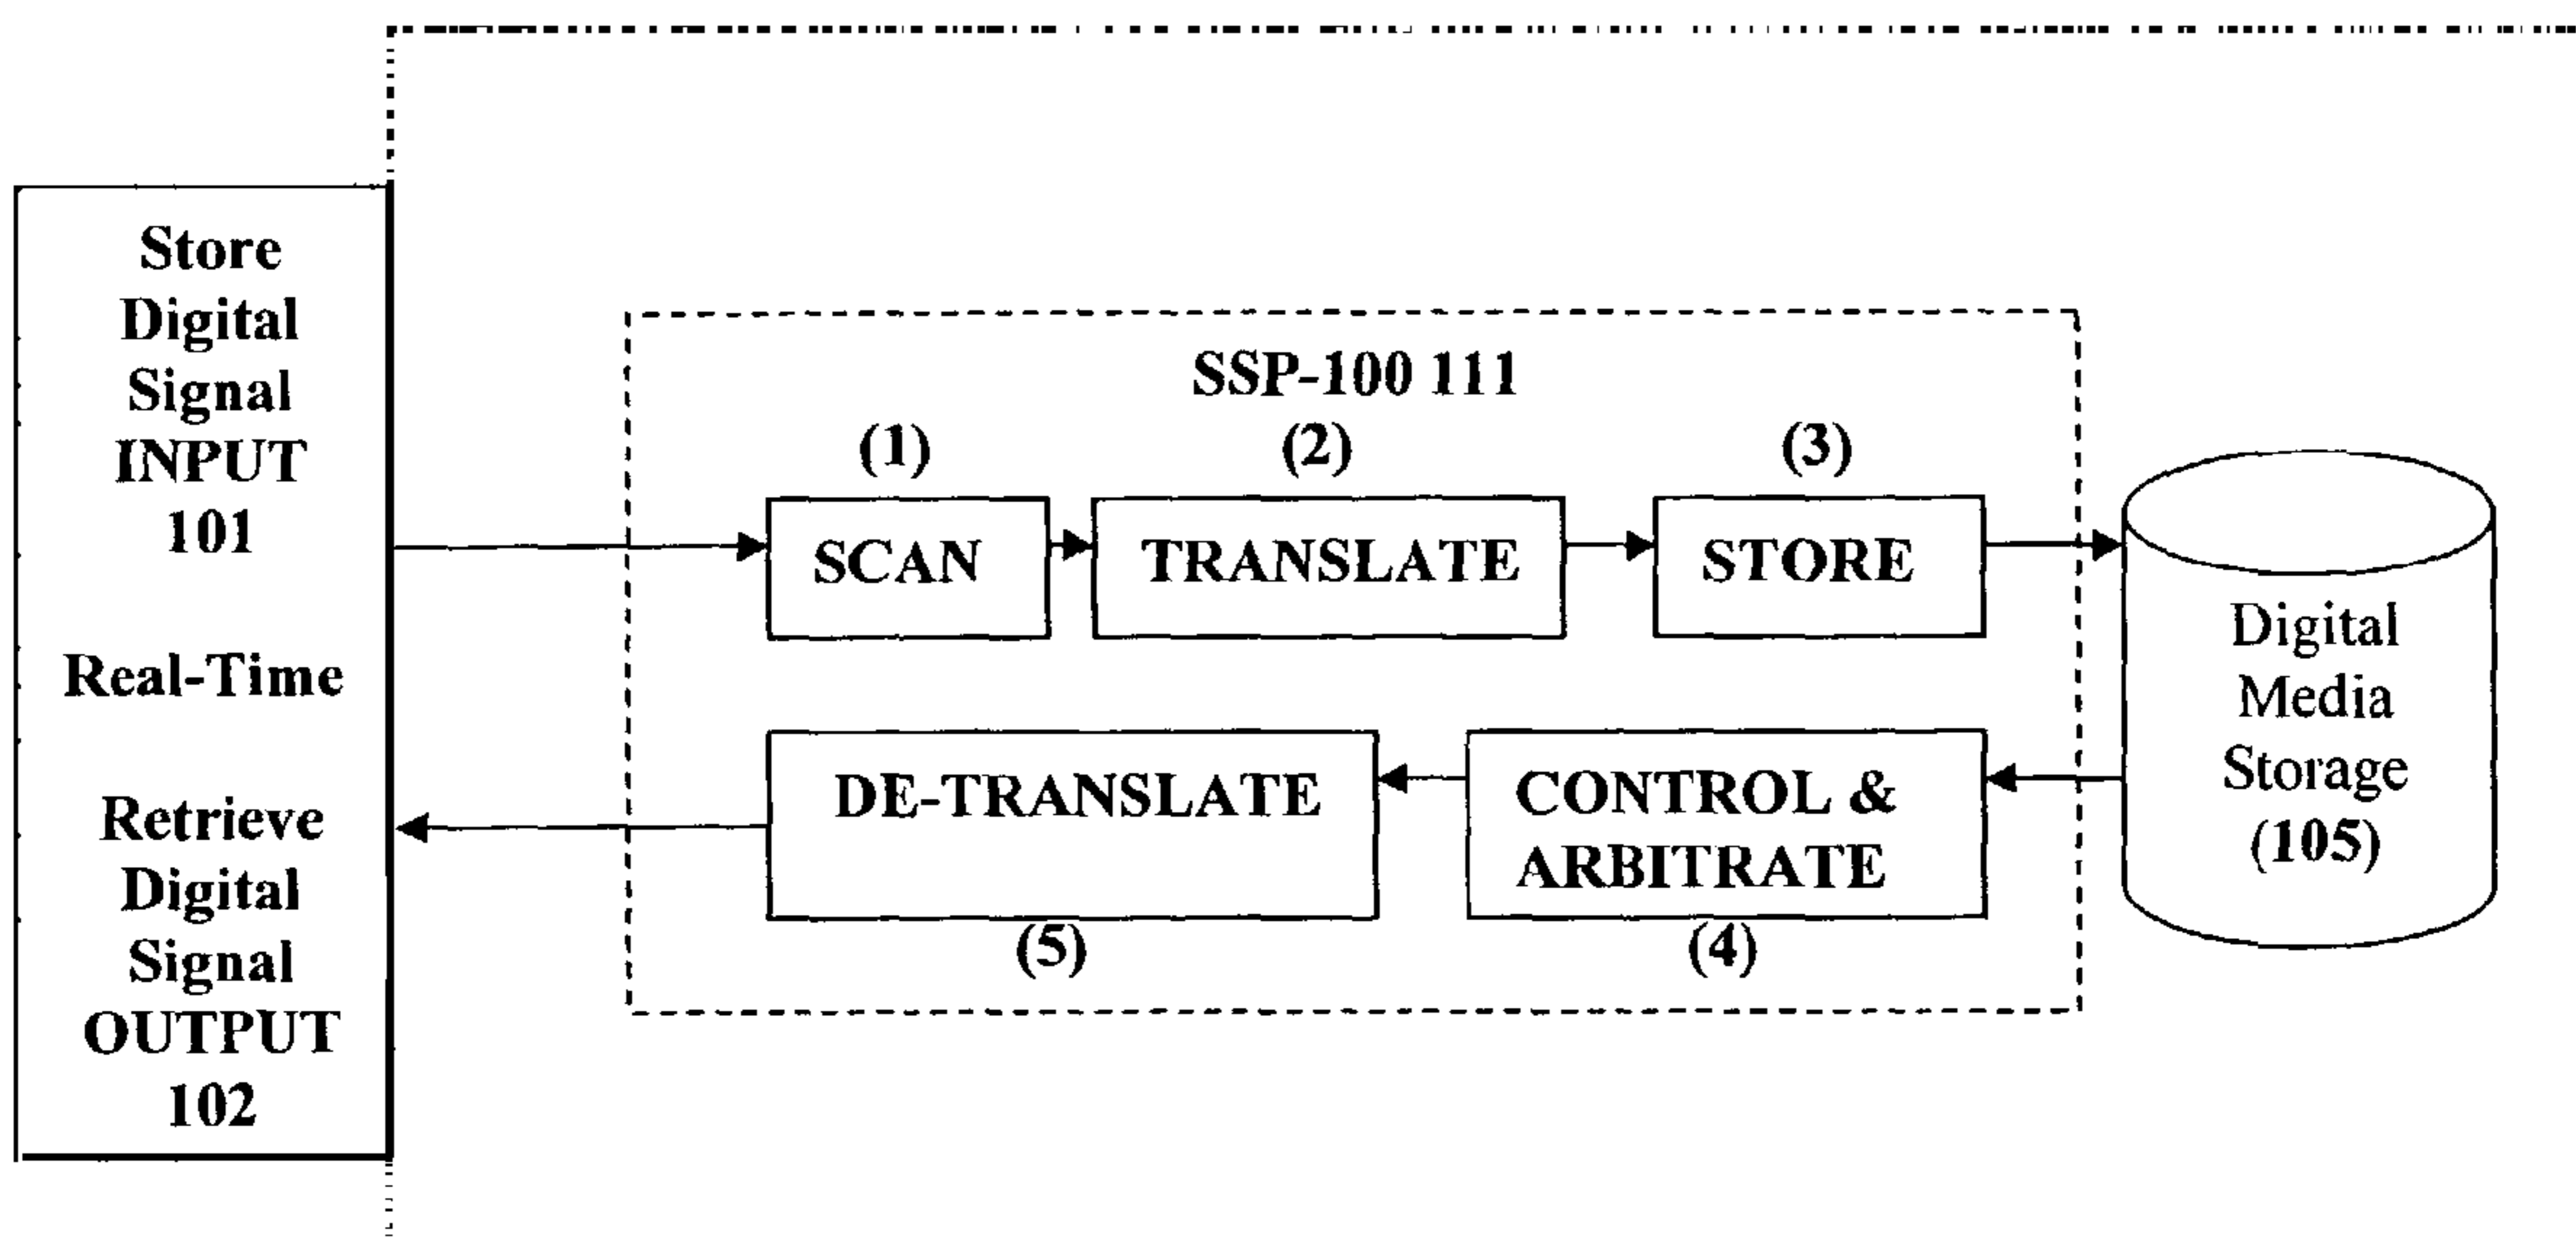 Store
Digital
Signal
INPUT
101
Real-Time
Retrieve
Digital
Signal
OUTPUT
102
SSP-100 111
(1)
(2)
(3)
SCAN
TRANSLATE
STORE
DE-TRANSLATE
CONTROL &
ARBITRATE
(5)
(4)
Digital
Media
Storage
(105)